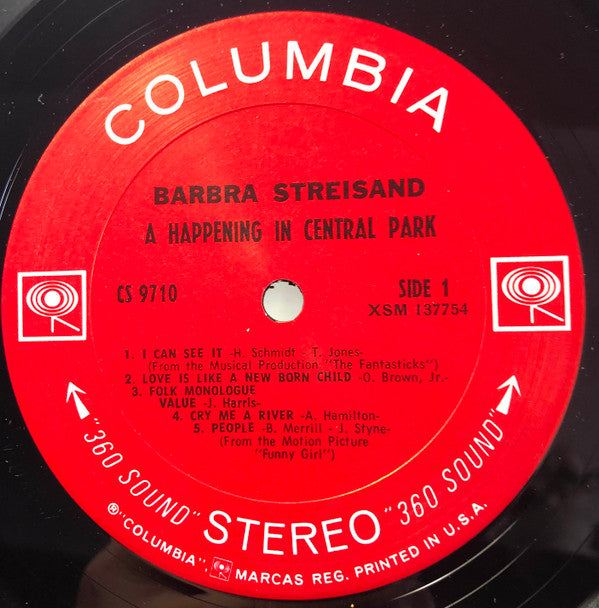 COLUMBIA
BARBRA STREISAND
A HAPPENING IN CENTRAL PARK
CS 9710
SIDE 1
XSM 137754
1. I CAN SEE IT -H. Schmidt - T. Jones-
(From the Musical Production: "The Fantasticks")
2. LOVE IS LIKE A NEW BORN CHILD -O. Brown, Jr.-
3. FOLK MONOLOGUE
VALUE -J. Harris-
4. CRY ME A RIVER -A. Hamilton-
5. PEOPLE -B. Merrill - J. Styne-
(From the Motion Picture
"Funny Girl")
"360 SOUND" STEREO "360 SOUND"
®"COLUMBIA", MARCAS REG. PRINTED IN U.S.A.